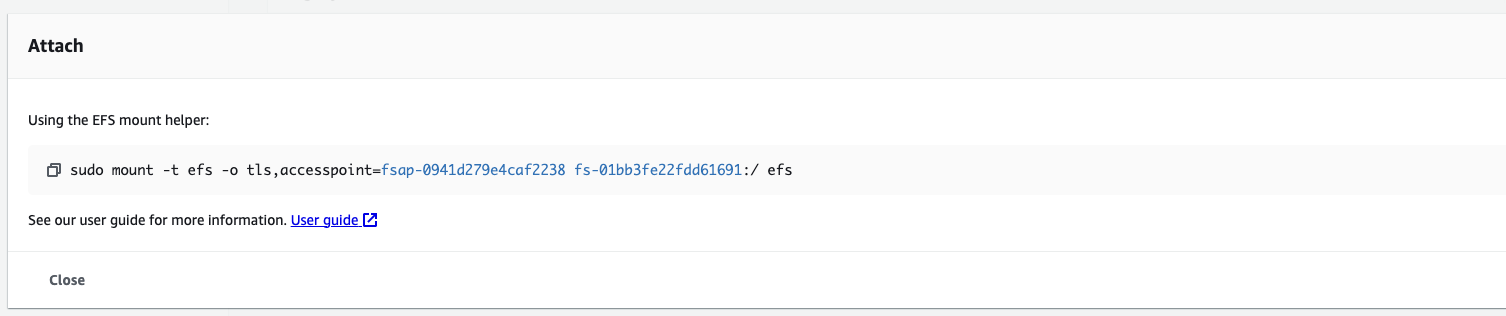 Attach
Using the EFS mount helper:
sudo mount -t efs -o tls,accesspoint=fsap-0941d279e4caf2238 fs-01bb3fe22fdd61691:/ efs
See our user guide for more information. User guide
Close